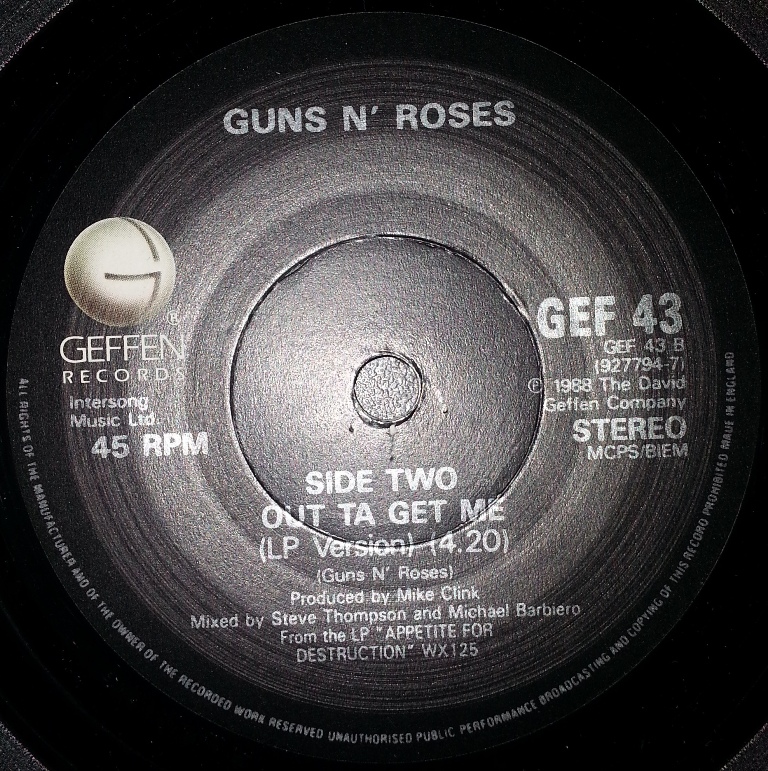 GUNS N' ROSES
GEFFEN
RECORDS
®
Intersong
Music Ltd.
45 RPM
GEF 43
GEF 43 B
(927794-7)
℗ 1988 The David
Geffen Company
STEREO
MCPS/BIEM
SIDE TWO
OUT TA GET ME
(LP Version) (4.20)
(Guns N' Roses)
Produced by Mike Clink
Mixed by Steve Thompson and Michael Barbiero
From the LP "APPETITE FOR
DESTRUCTION" WX125
ALL RIGHTS OF THE MANUFACTURER AND OF THE OWNER OF THE RECORDED WORK RESERVED UNAUTHORISED PUBLIC PERFORMANCE BROADCASTING AND COPYING OF THIS RECORD PROHIBITED MADE IN ENGLAND